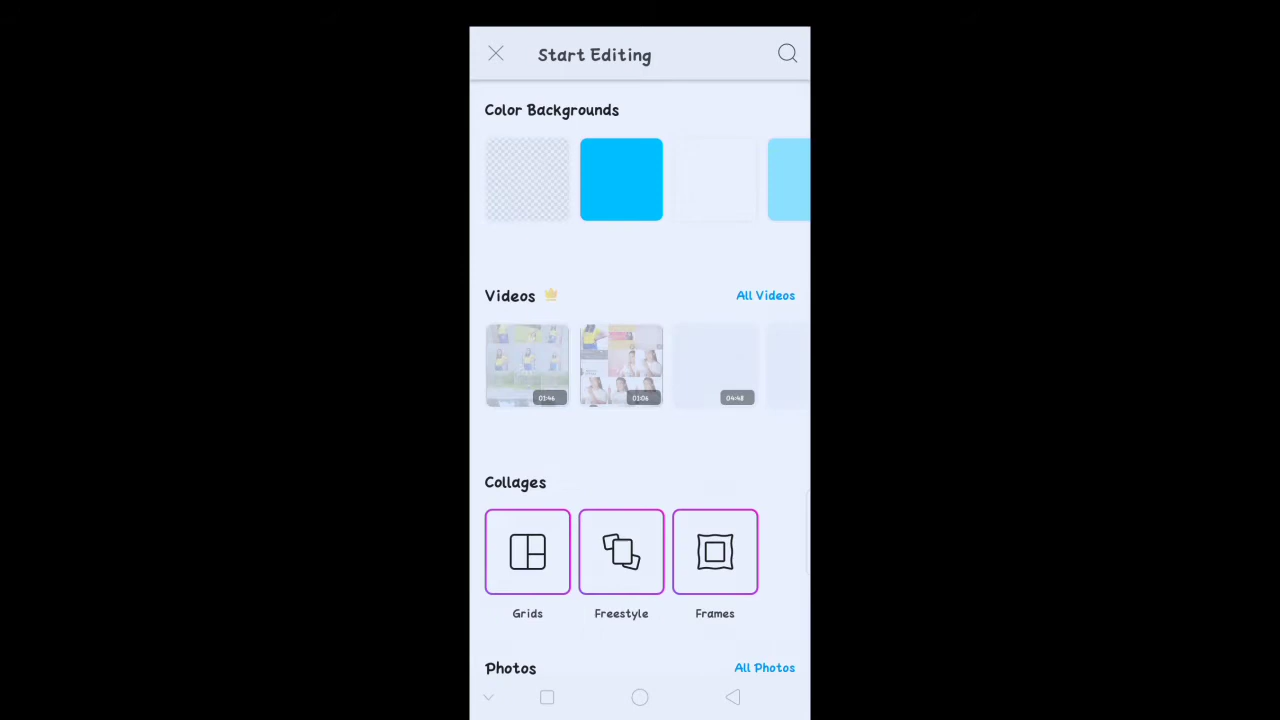 Start Editing
Color Backgrounds
Videos All Videos
01:46 01:06 04:48
Collages
Grids Freestyle Frames
Photos All Photos